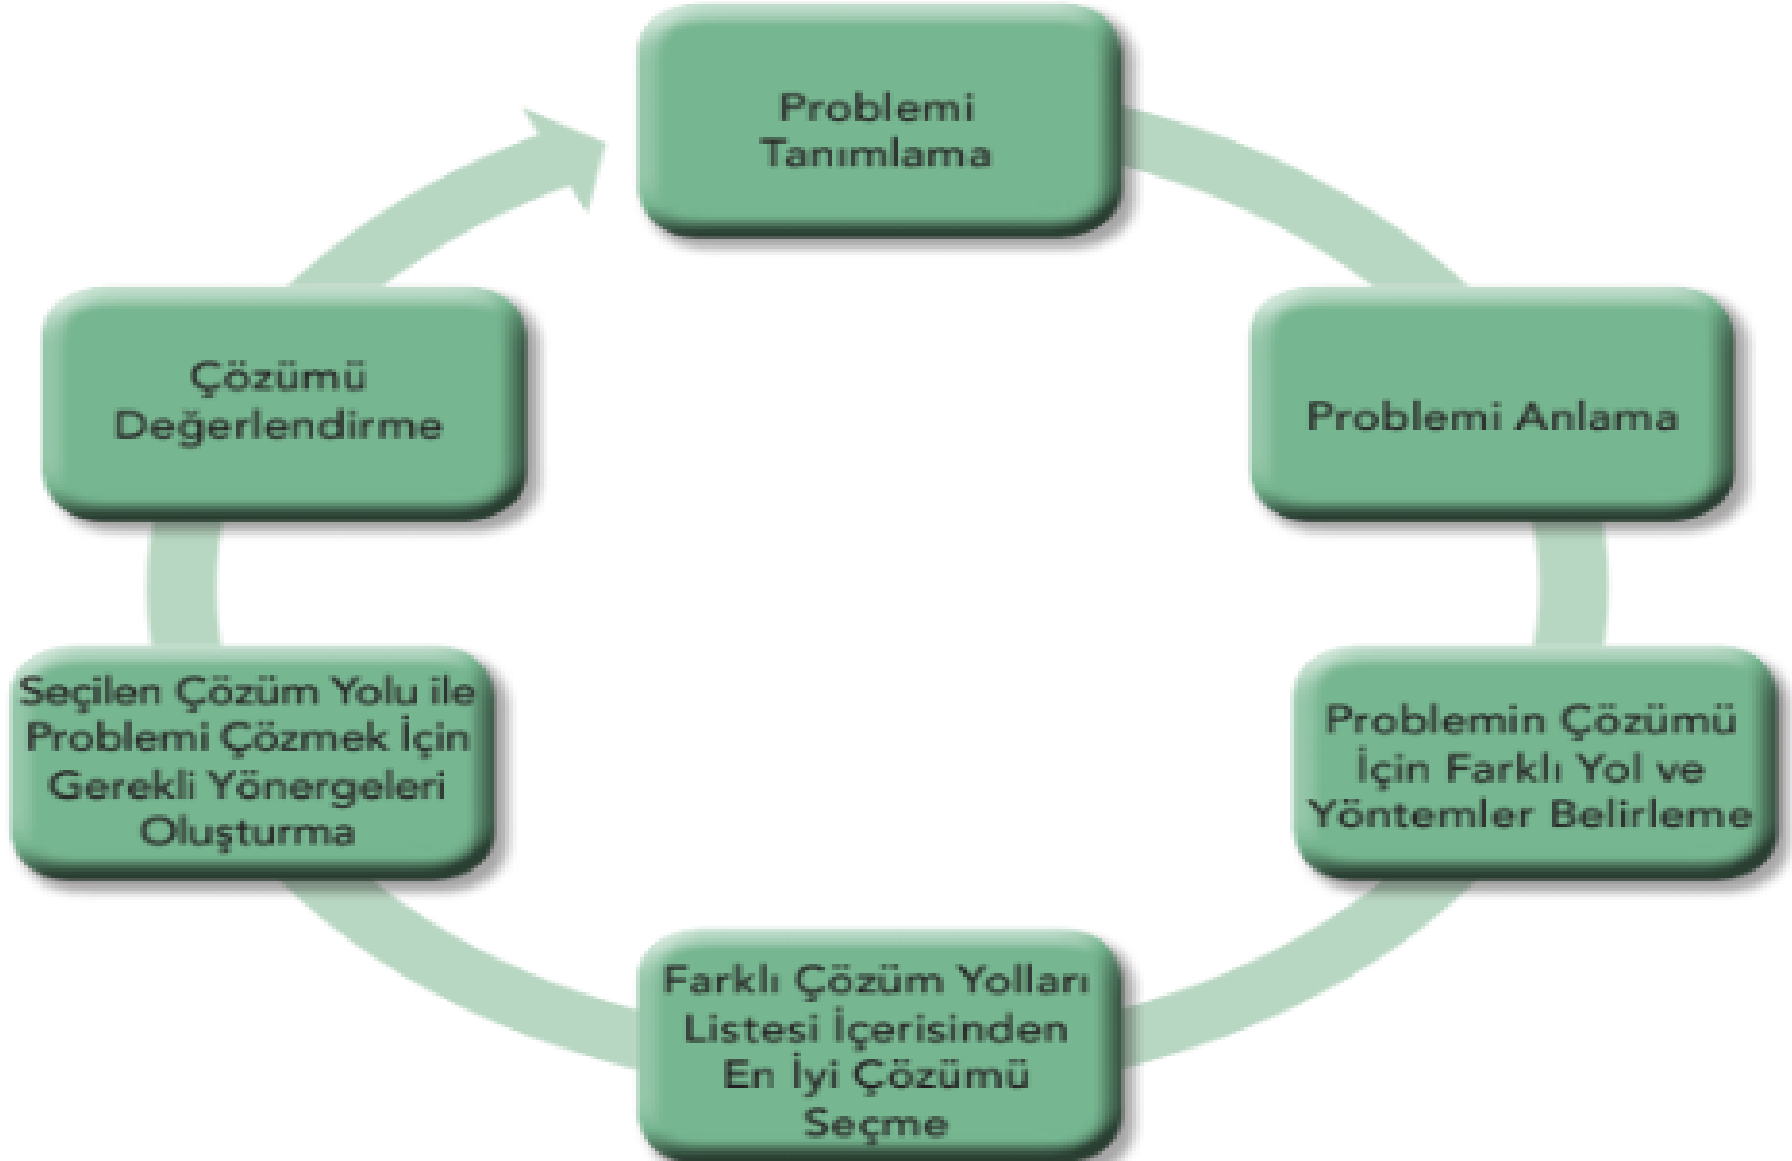 Problemi
Tanımlama
Problemi Anlama
Problemin Çözümü
İçin Farklı Yol ve
Yöntemler Belirleme
Farklı Çözüm Yolları
Listesi İçerisinden
En İyi Çözümü
Seçme
Seçilen Çözüm Yolu ile
Problemi Çözmek İçin
Gerekli Yönergeleri
Oluşturma
Çözümü
Değerlendirme